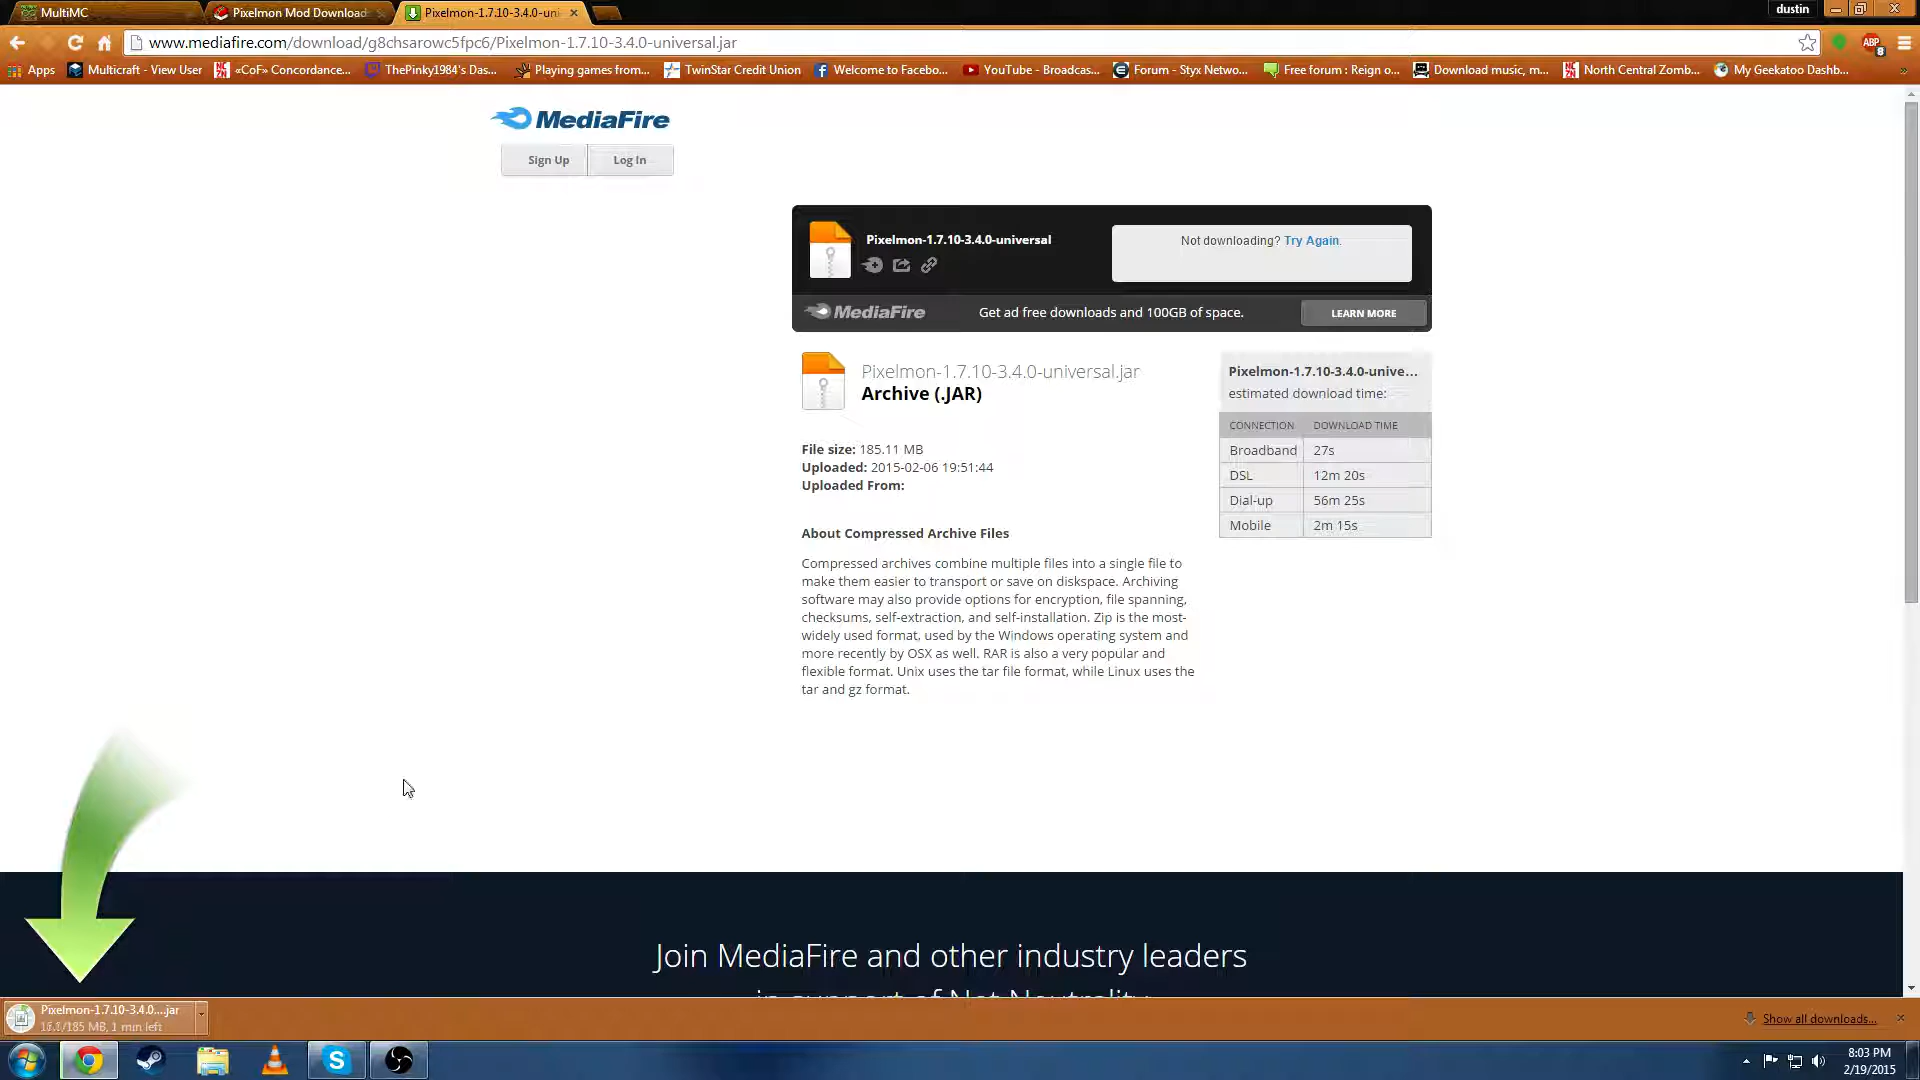 MultiMC
Pixelmon Mod Download
Pixelmon-1.7.10-3.4.0-uni
dustin
www.mediafire.com/download/g8chsarowc5fpc6/Pixelmon-1.7.10-3.4.0-universal.jar
ABP
8
Apps
Multicraft - View User
«CoF» Concordance...
ThePinky1984's Das...
Playing games from...
TwinStar Credit Union
Welcome to Facebo...
YouTube - Broadcas...
Forum - Styx Netwo...
Free forum : Reign o...
Download music, m...
North Central Zomb...
My Geekatoo Dashb...
»
MediaFire
Sign Up
Log In
Pixelmon-1.7.10-3.4.0-universal
Not downloading? Try Again.
MediaFire
Get ad free downloads and 100GB of space.
LEARN MORE
Pixelmon-1.7.10-3.4.0-universal.jar
Archive (.JAR)
File size: 185.11 MB
Uploaded: 2015-02-06 19:51:44
Uploaded From:
Pixelmon-1.7.10-3.4.0-unive...
estimated download time:
CONNECTION DOWNLOAD TIME
Broadband 27s
DSL 12m 20s
Dial-up 56m 25s
Mobile 2m 15s
About Compressed Archive Files
Compressed archives combine multiple files into a single file to
make them easier to transport or save on diskspace. Archiving
software may also provide options for encryption, file spanning,
checksums, self-extraction, and self-installation. Zip is the most-
widely used format, used by the Windows operating system and
more recently by OSX as well. RAR is also a very popular and
flexible format. Unix uses the tar file format, while Linux uses the
tar and gz format.
Join MediaFire and other industry leaders
in support of Net Neutrality
Pixelmon-1.7.10-3.4.0....jar
/185 MB, 1 min left
Show all downloads...
8:03 PM
2/19/2015